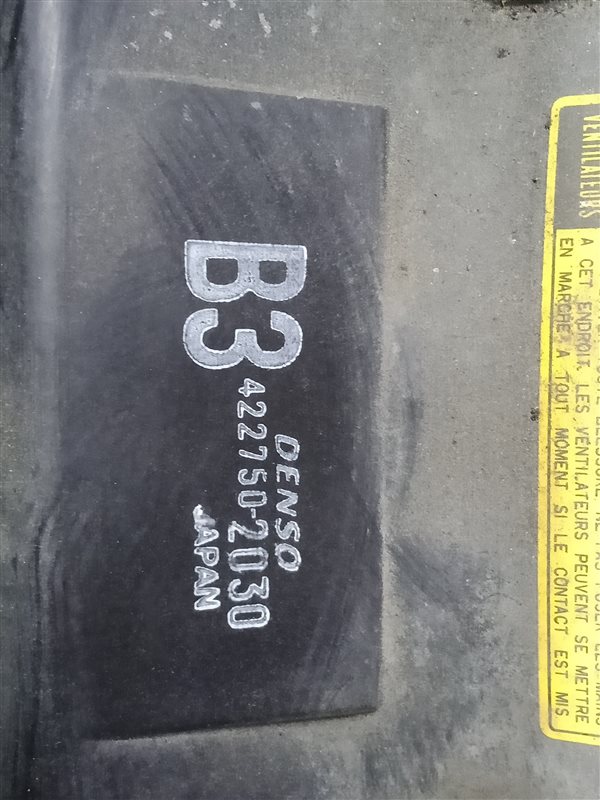 B3
DENSO
422750-2030
JAPAN
VENTILATEURS
A CET ENDROIT. LES VENTILATEURS PEUVENT SE METTRE
EN MARCHE A TOUT MOMENT SI LE CONTACT EST MIS